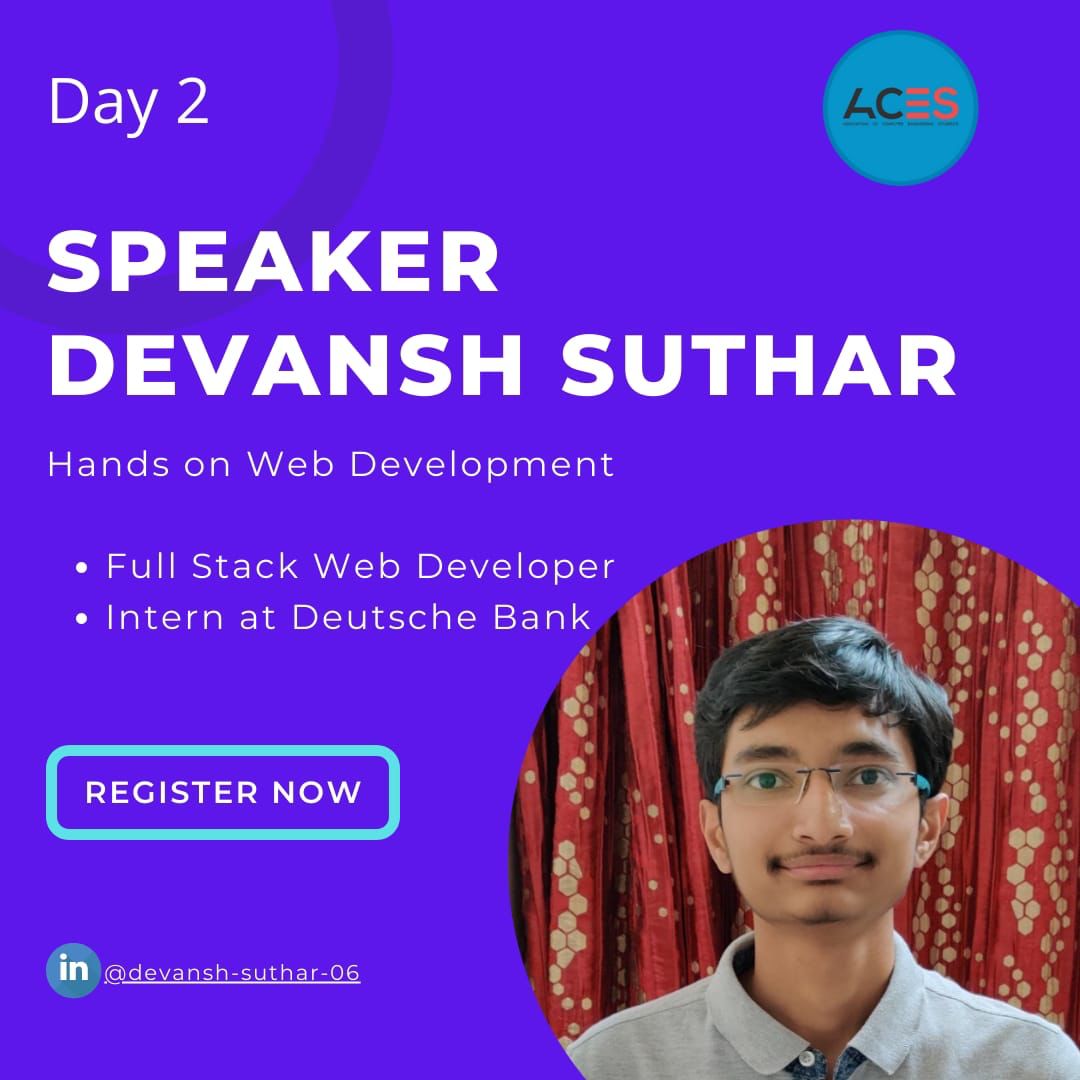 Day 2
ACES
SPEAKER
DEVANSH SUTHAR
Hands on Web Development
• Full Stack Web Developer
• Intern at Deutsche Bank
REGISTER NOW
in @devansh-suthar-06